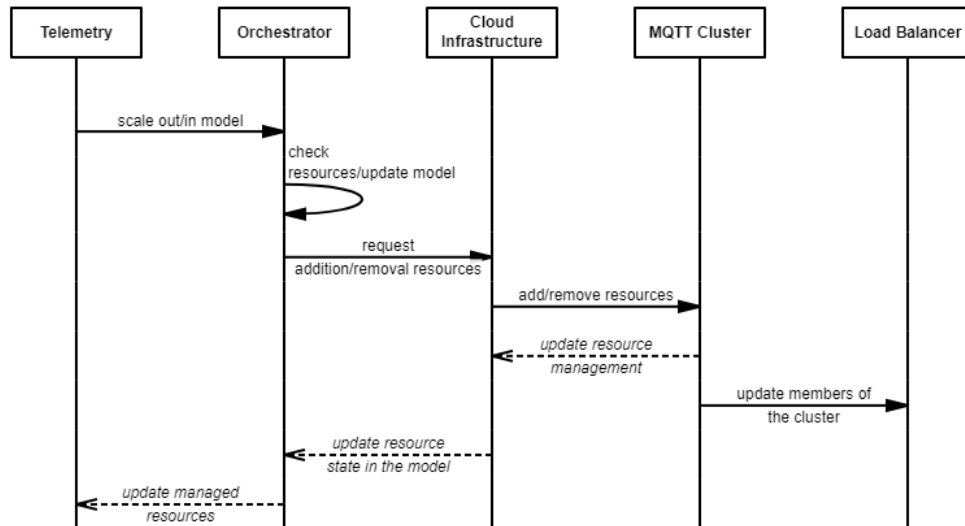 Telemetry
Orchestrator
Cloud
Infrastructure
MQTT Cluster
Load Balancer
scale out/in model
check
resources/update model
request
addition/removal resources
add/remove resources
update resource
management
update members of
the cluster
update resource
state in the model
update managed
resources